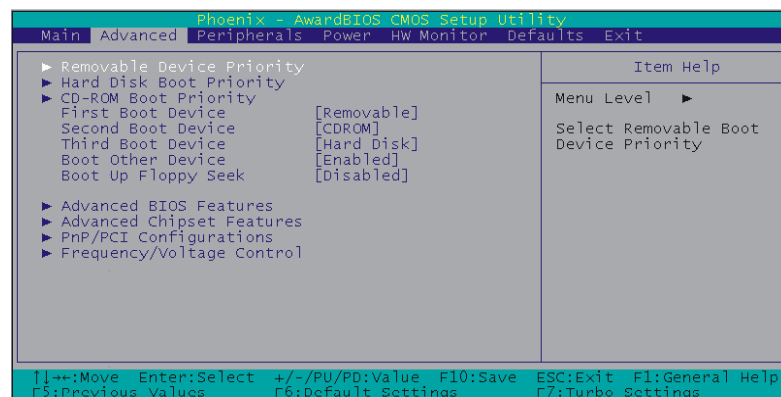 Phoenix - AwardBIOS CMOS Setup Utility
Main Advanced Peripherals Power HW Monitor Defaults Exit
▶ Removable Device Priority
▶ Hard Disk Boot Priority
▶ CD-ROM Boot Priority
First Boot Device [Removable]
Second Boot Device [CDROM]
Third Boot Device [Hard Disk]
Boot Other Device [Enabled]
Boot Up Floppy Seek [Disabled]
▶ Advanced BIOS Features
▶ Advanced Chipset Features
▶ PnP/PCI Configurations
▶ Frequency/Voltage Control
Item Help
Menu Level ▶
Select Removable Boot
Device Priority
↑↓→←:Move Enter:Select +/-/PU/PD:Value F10:Save ESC:Exit F1:General Help
F5:Previous Values F6:Default Settings F7:Turbo Settings